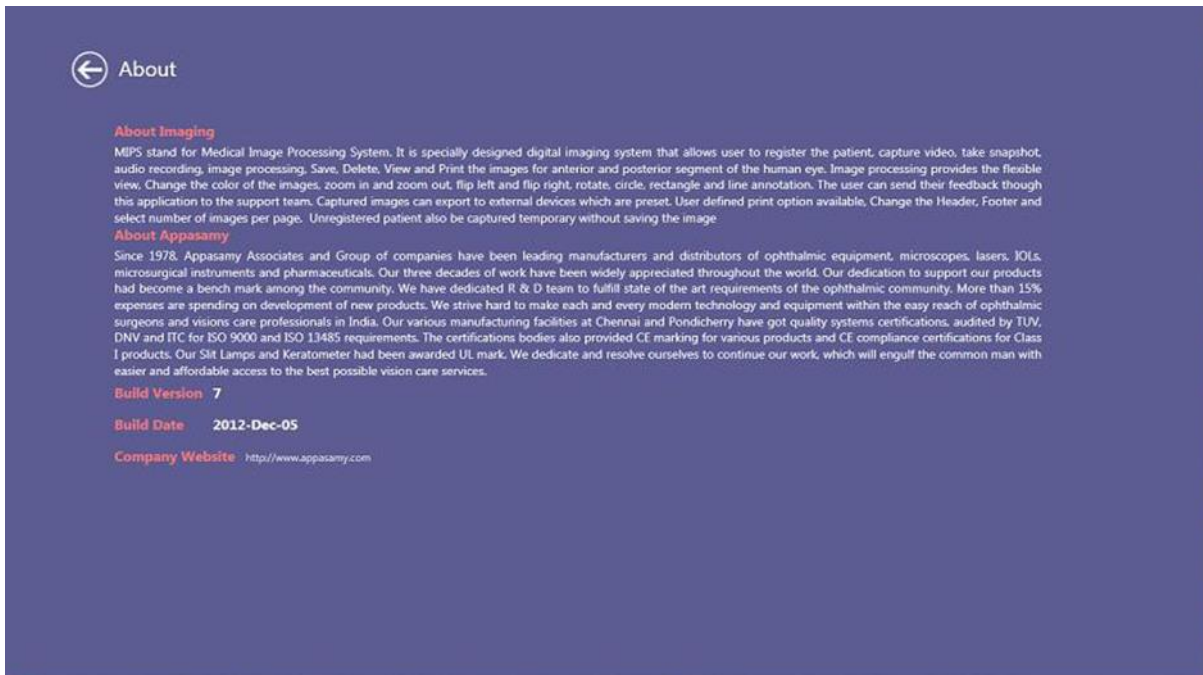 About
About Imaging
MIPS stand for Medical Image Processing System. It is specially designed digital imaging system that allows user to register the patient, capture video, take snapshot,
audio recording, image processing, Save, Delete, View and Print the images for anterior and posterior segment of the human eye. Image processing provides the flexible
view, Change the color of the images, zoom in and zoom out, flip left and flip right, rotate, circle, rectangle and line annotation. The user can send their feedback though
this application to the support team. Captured images can export to external devices which are preset. User defined print option available, Change the Header, Footer and
select number of images per page.  Unregistered patient also be captured temporary without saving the image
About Appasamy
Since 1978, Appasamy Associates and Group of companies have been leading manufacturers and distributors of ophthalmic equipment, microscopes, lasers, IOLs,
microsurgical instruments and pharmaceuticals. Our three decades of work have been widely appreciated throughout the world. Our dedication to support our products
had become a bench mark among the community. We have dedicated R & D team to fulfill state of the art requirements of the ophthalmic community. More than 15%
expenses are spending on development of new products. We strive hard to make each and every modern technology and equipment within the easy reach of ophthalmic
surgeons and visions care professionals in India. Our various manufacturing facilities at Chennai and Pondicherry have got quality systems certifications, audited by TUV,
DNV and ITC for ISO 9000 and ISO 13485 requirements. The certifications bodies also provided CE marking for various products and CE compliance certifications for Class
I products. Our Slit Lamps and Keratometer had been awarded UL mark. We dedicate and resolve ourselves to continue our work, which will engulf the common man with
easier and affordable access to the best possible vision care services.
Build Version 7
Build Date 2012-Dec-05
Company Website http://www.appasamy.com